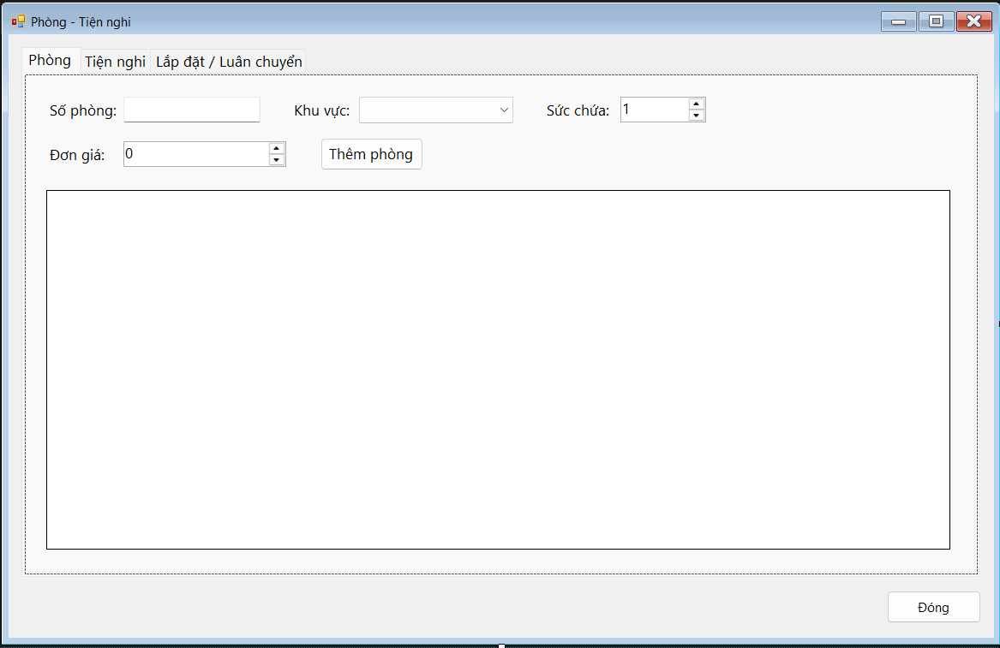 Phòng - Tiện nghi
Phòng Tiện nghi Lắp đặt / Luân chuyển
Số phòng: Khu vực: Sức chứa: 1
Đơn giá: 0 Thêm phòng
Đóng